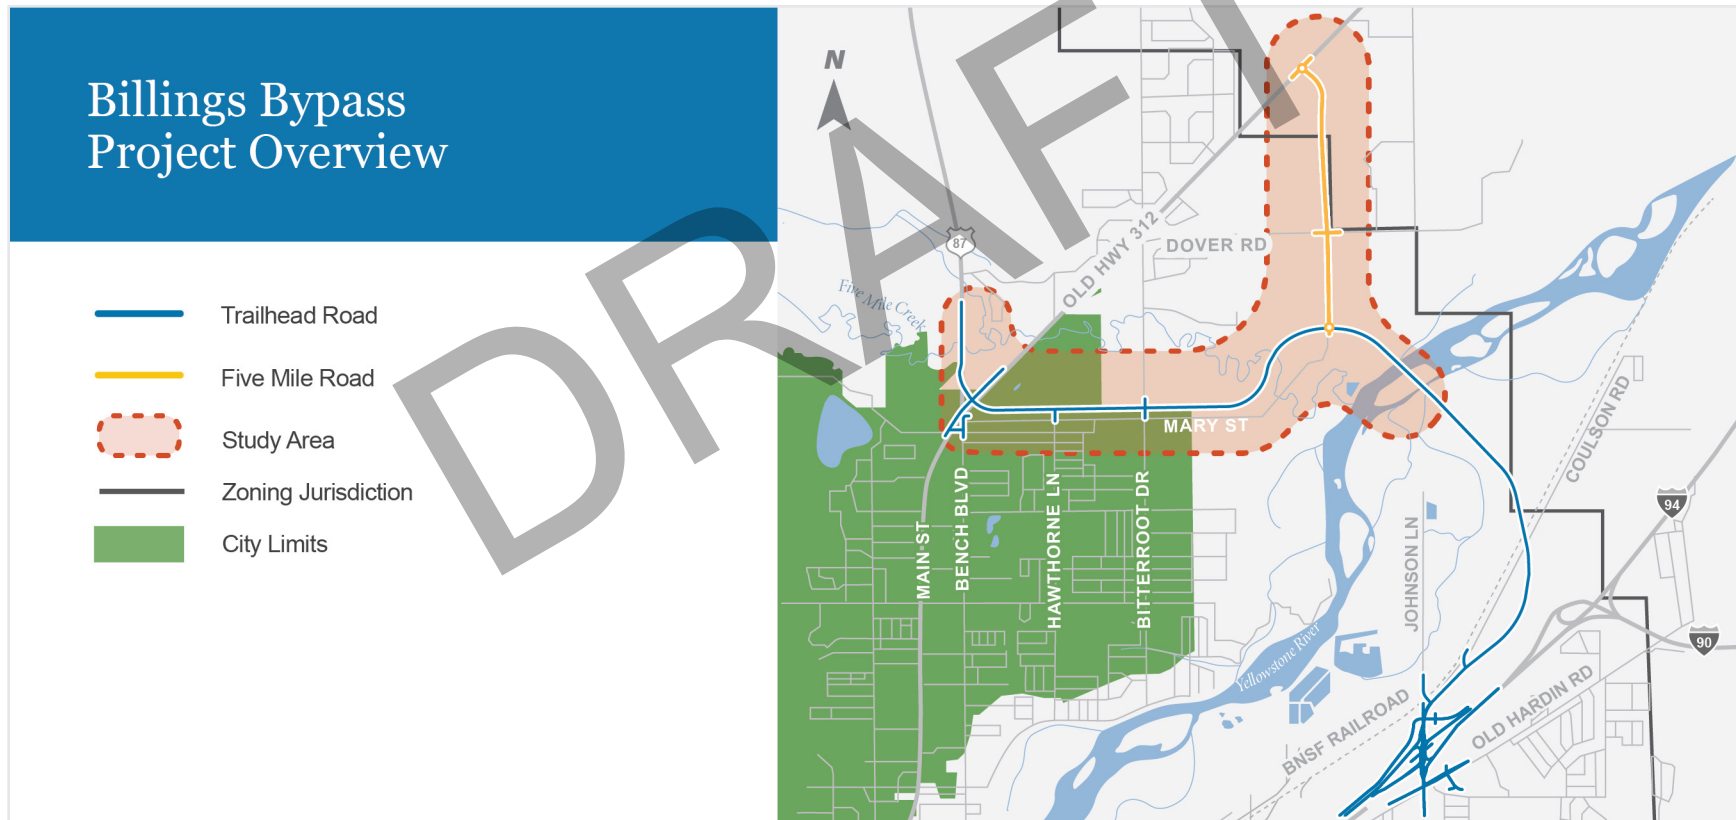 Billings Bypass
Project Overview
Trailhead Road
Five Mile Road
Study Area
Zoning Jurisdiction
City Limits
DRAFT
N
87
OLD HWY 312
DOVER RD
Five Mile Creek
MARY ST
MAIN ST
BENCH BLVD
HAWTHORNE LN
BITTERROOT DR
COULSON RD
JOHNSON LN
94
90
Yellowstone River
BNSF RAILROAD
OLD HARDIN RD